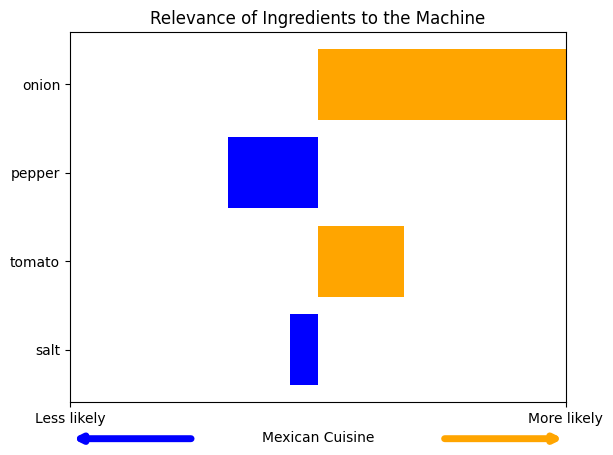 Relevance of Ingredients to the Machine
onion
pepper
tomato
salt
Less likely
More likely
Mexican Cuisine